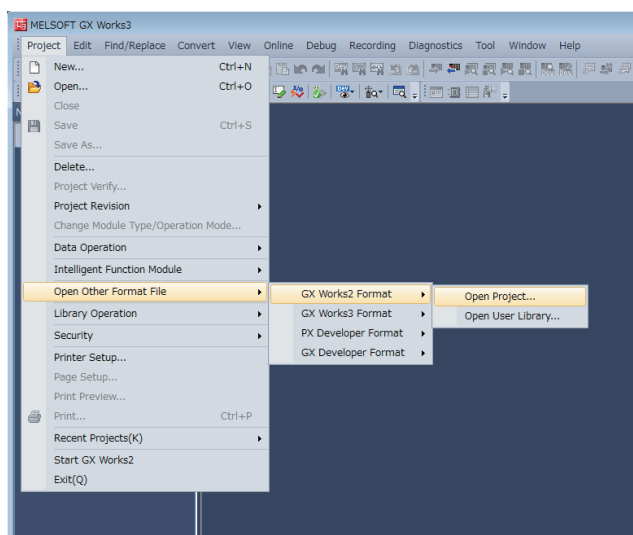 MELSOFT GX Works3
Project Edit Find/Replace Convert View Online Debug Recording Diagnostics Tool Window Help
New... Ctrl+N
Open... Ctrl+O
Close
Save Ctrl+S
Save As...
Delete...
Project Verify...
Project Revision
Change Module Type/Operation Mode...
Data Operation
Intelligent Function Module
Open Other Format File
GX Works2 Format
Open Project...
Library Operation
GX Works3 Format
Open User Library...
Security
PX Developer Format
Printer Setup...
GX Developer Format
Page Setup...
Print Preview...
Print... Ctrl+P
Recent Projects(K)
Start GX Works2
Exit(Q)